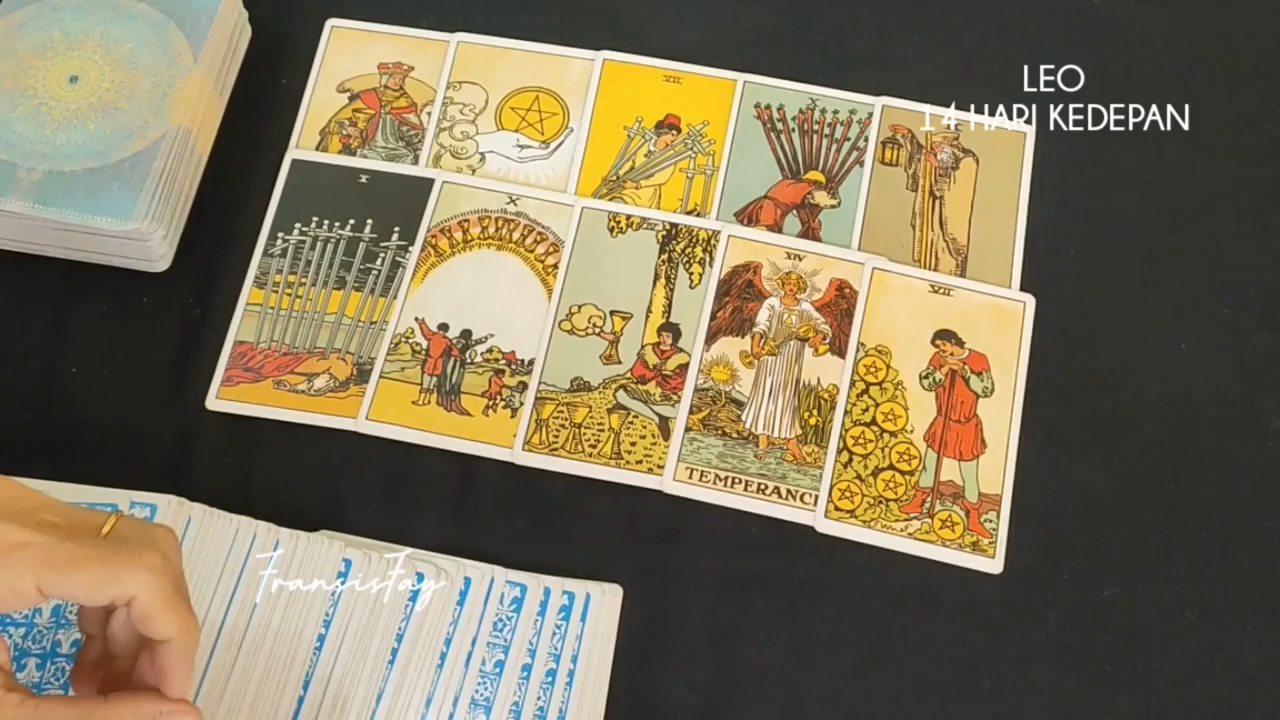 LEO
14 HARI KEDEPAN
VII
X
X
X
XIV
VII
TEMPERANC
FransisFay